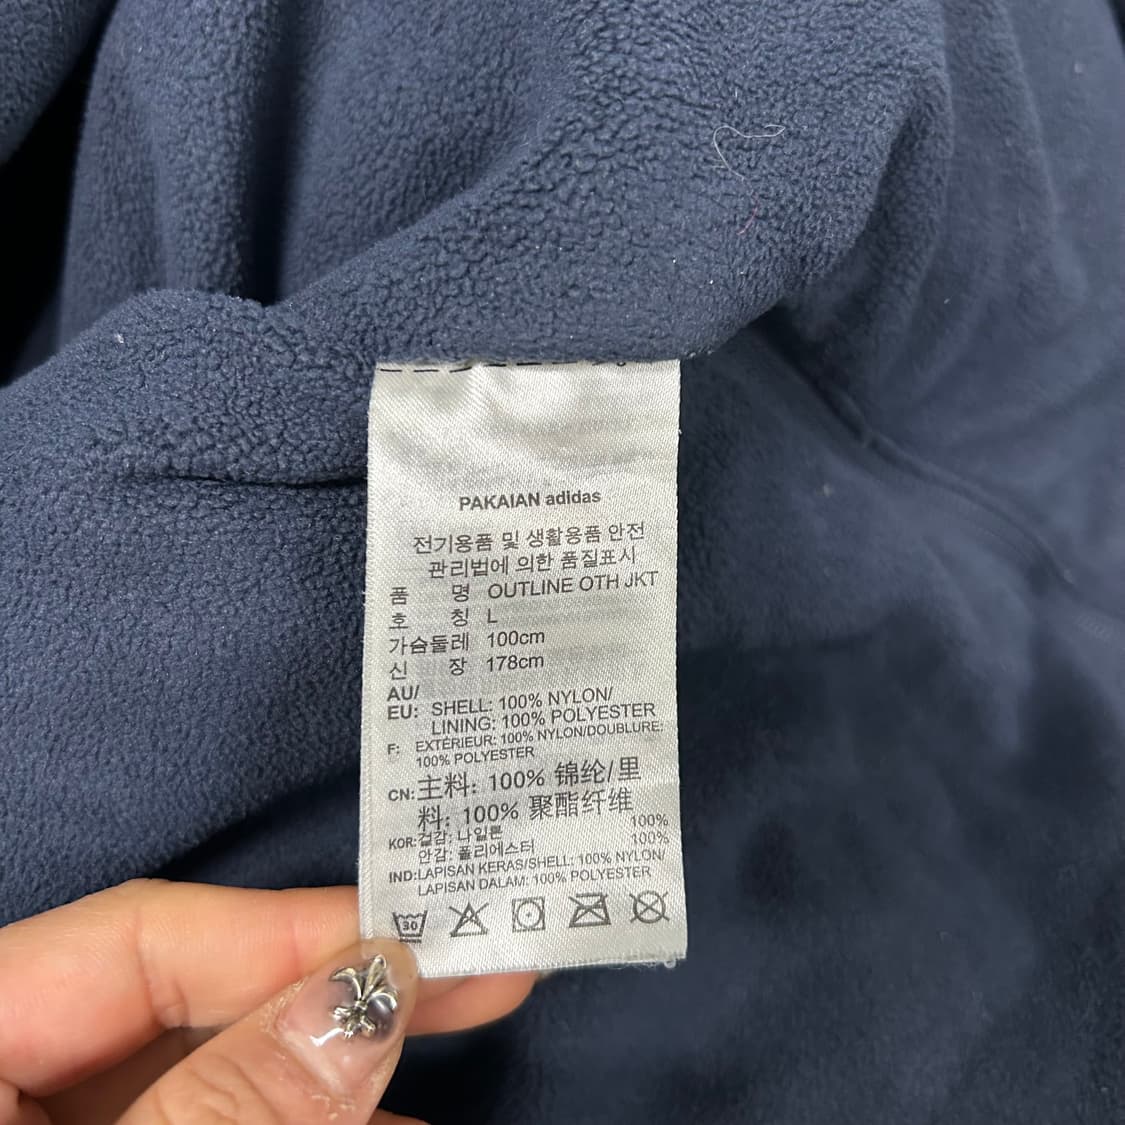 PAKAIAN adidas
전기용품 및 생활용품 안전
관리법에 의한 품질표시
품 명 OUTLINE OTH JKT
호 칭 L
가슴둘레 100cm
신 장 178cm
AU/
EU: SHELL: 100% NYLON/
LINING: 100% POLYESTER
F: EXTÉRIEUR: 100% NYLON/DOUBLURE:
100% POLYESTER
CN:主料: 100% 锦纶/里
料: 100% 聚酯纤维
KOR:겉감: 나일론 100%
안감: 폴리에스터 100%
IND:LAPISAN KERAS/SHELL: 100% NYLON/
LAPISAN DALAM: 100% POLYESTER
30